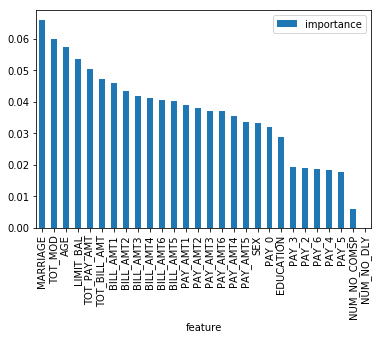 importance
0.06
0.05
0.04
0.03
0.02
0.01
0.00
MARRIAGE
TOT_MOD
AGE
LIMIT_BAL
TOT_PAY_AMT
TOT_BILL_AMT
BILL_AMT1
BILL_AMT2
BILL_AMT3
BILL_AMT4
BILL_AMT6
BILL_AMT5
PAY_AMT1
PAY_AMT2
PAY_AMT3
PAY_AMT6
PAY_AMT4
PAY_AMT5
SEX
PAY_0
EDUCATION
PAY_3
PAY_2
PAY_6
PAY_4
PAY_5
NUM_NO_COMSP
NUM_NO_DLY
feature